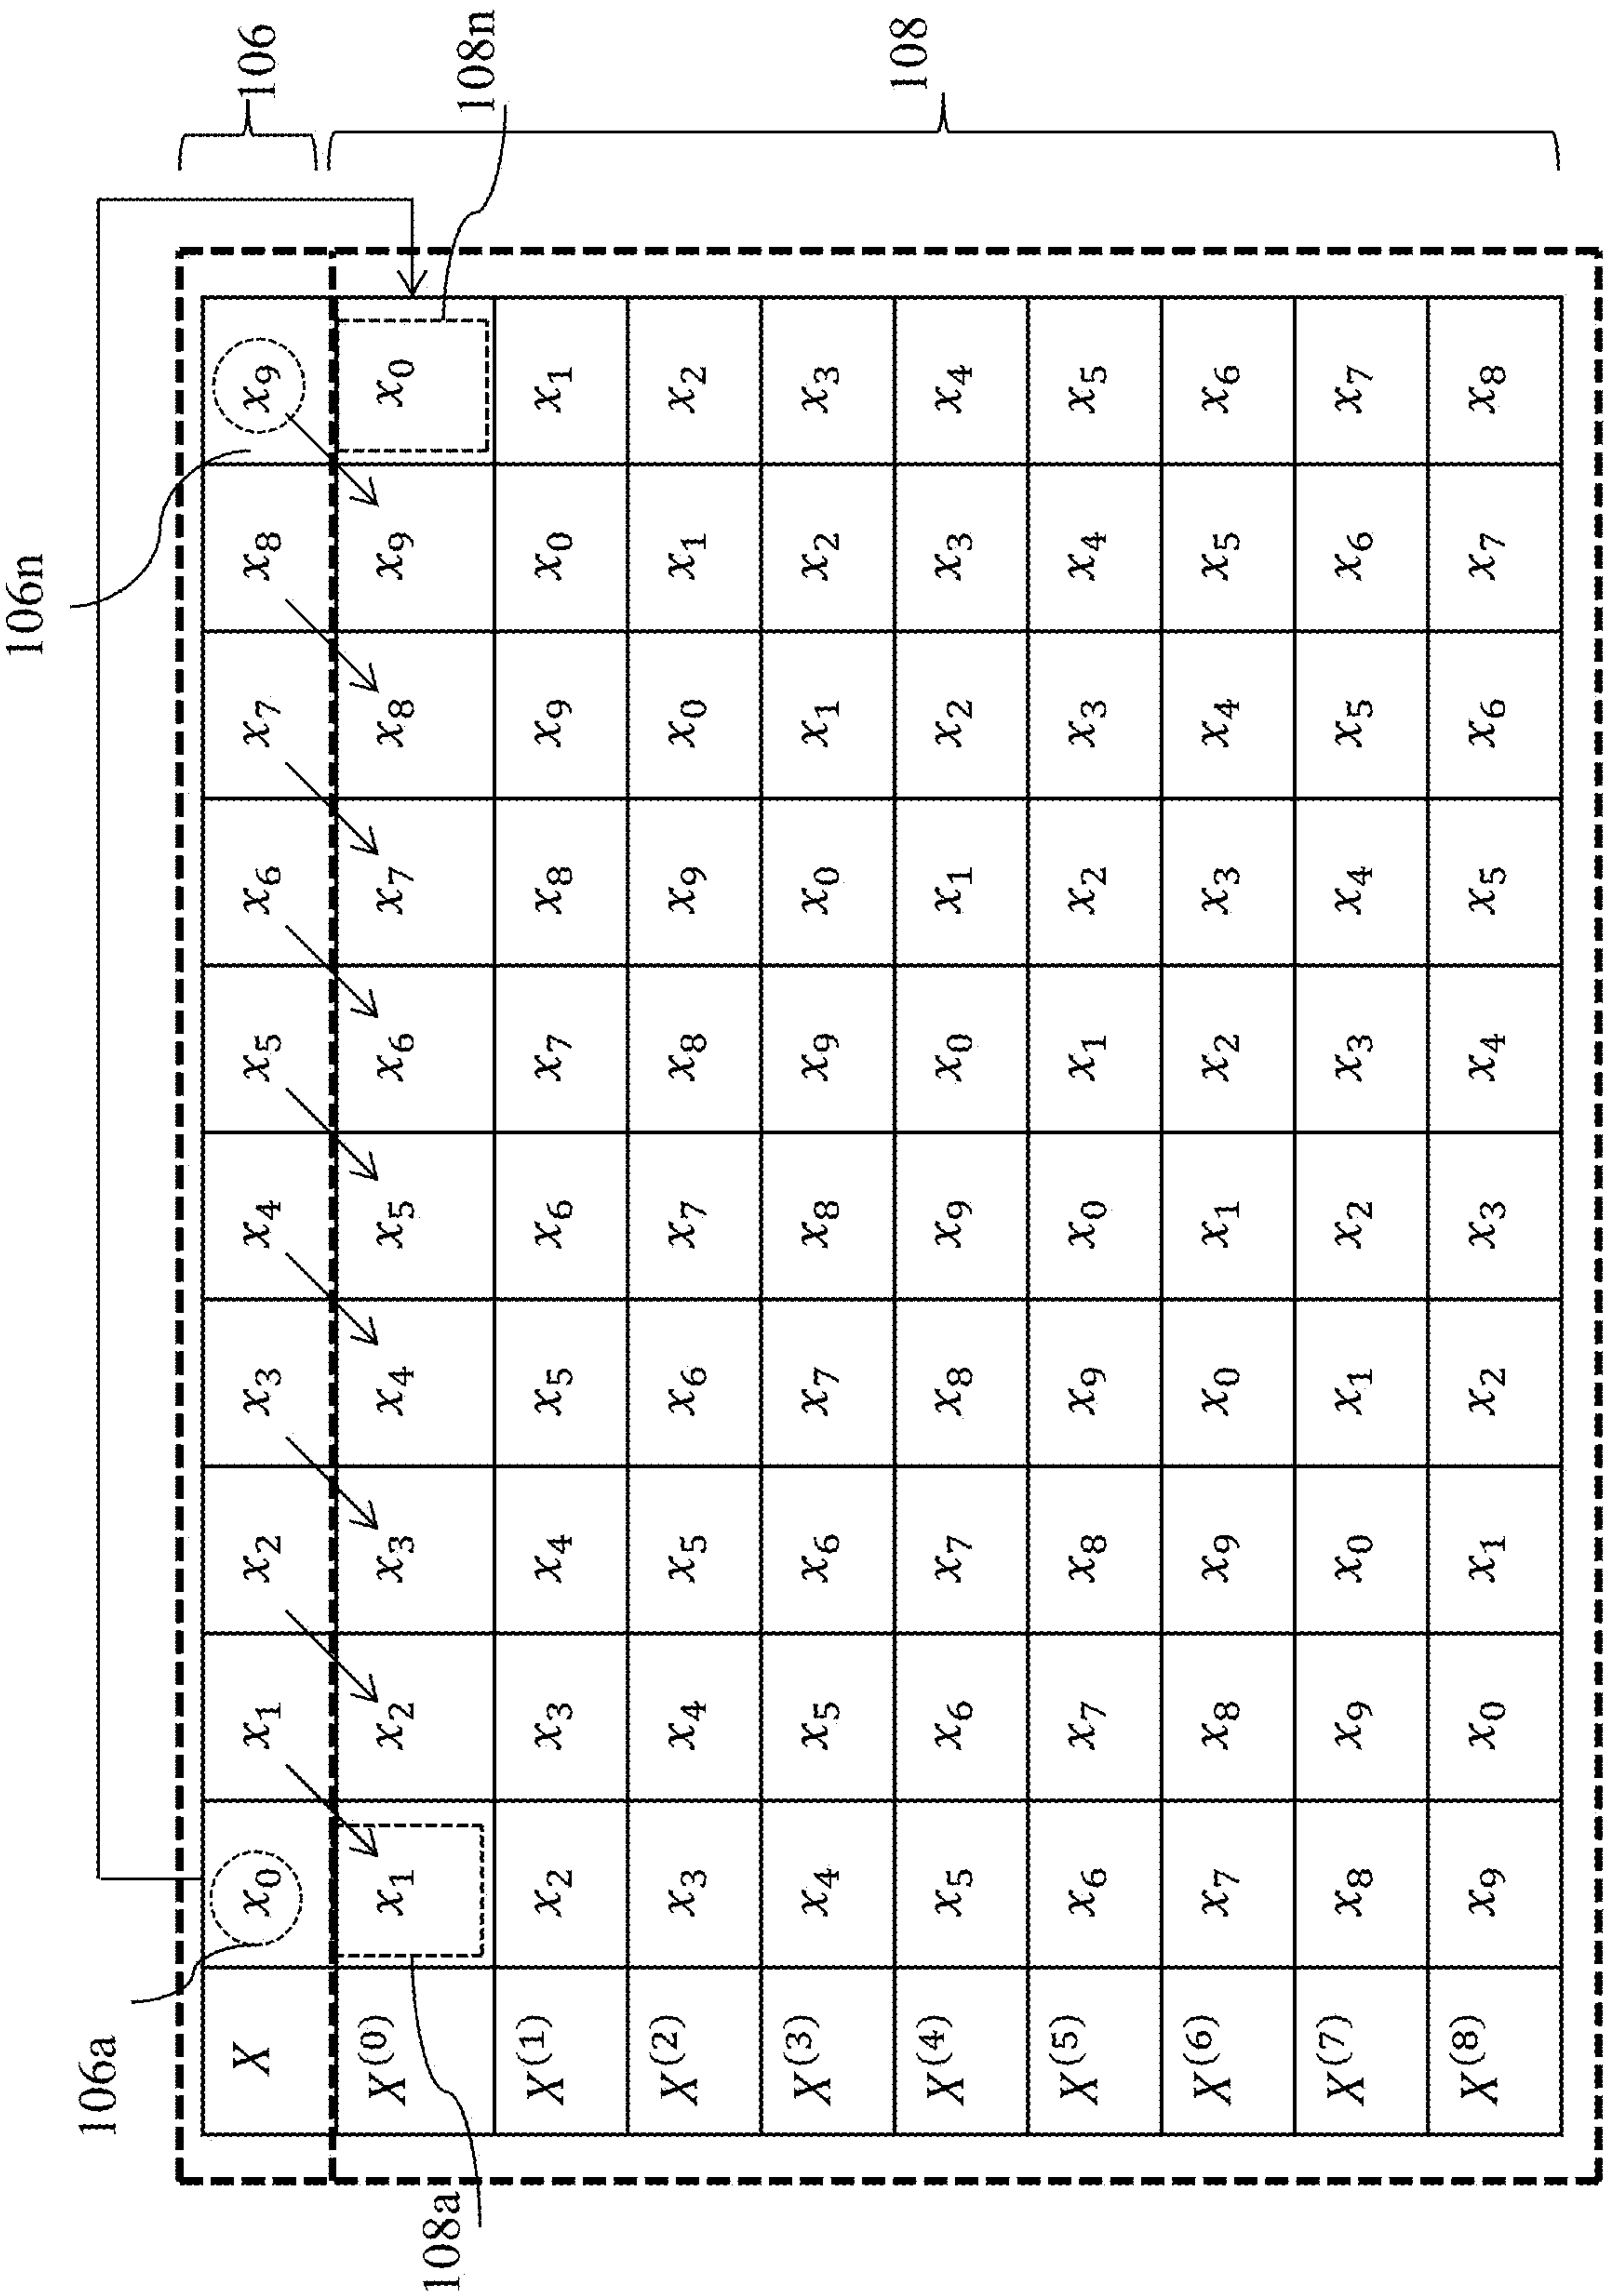 106a
106n
106
X x₀ x₁ x₂ x₃ x₄ x₅ x₆ x₇ x₈ x₉
X⁽⁰⁾ x₁ x₂ x₃ x₄ x₅ x₆ x₇ x₈ x₉ x₀
X⁽¹⁾ x₂ x₃ x₄ x₅ x₆ x₇ x₈ x₉ x₀ x₁
X⁽²⁾ x₃ x₄ x₅ x₆ x₇ x₈ x₉ x₀ x₁ x₂
X⁽³⁾ x₄ x₅ x₆ x₇ x₈ x₉ x₀ x₁ x₂ x₃
X⁽⁴⁾ x₅ x₆ x₇ x₈ x₉ x₀ x₁ x₂ x₃ x₄
X⁽⁵⁾ x₆ x₇ x₈ x₉ x₀ x₁ x₂ x₃ x₄ x₅
X⁽⁶⁾ x₇ x₈ x₉ x₀ x₁ x₂ x₃ x₄ x₅ x₆
X⁽⁷⁾ x₈ x₉ x₀ x₁ x₂ x₃ x₄ x₅ x₆ x₇
X⁽⁸⁾ x₉ x₀ x₁ x₂ x₃ x₄ x₅ x₆ x₇ x₈
108a
108n
108